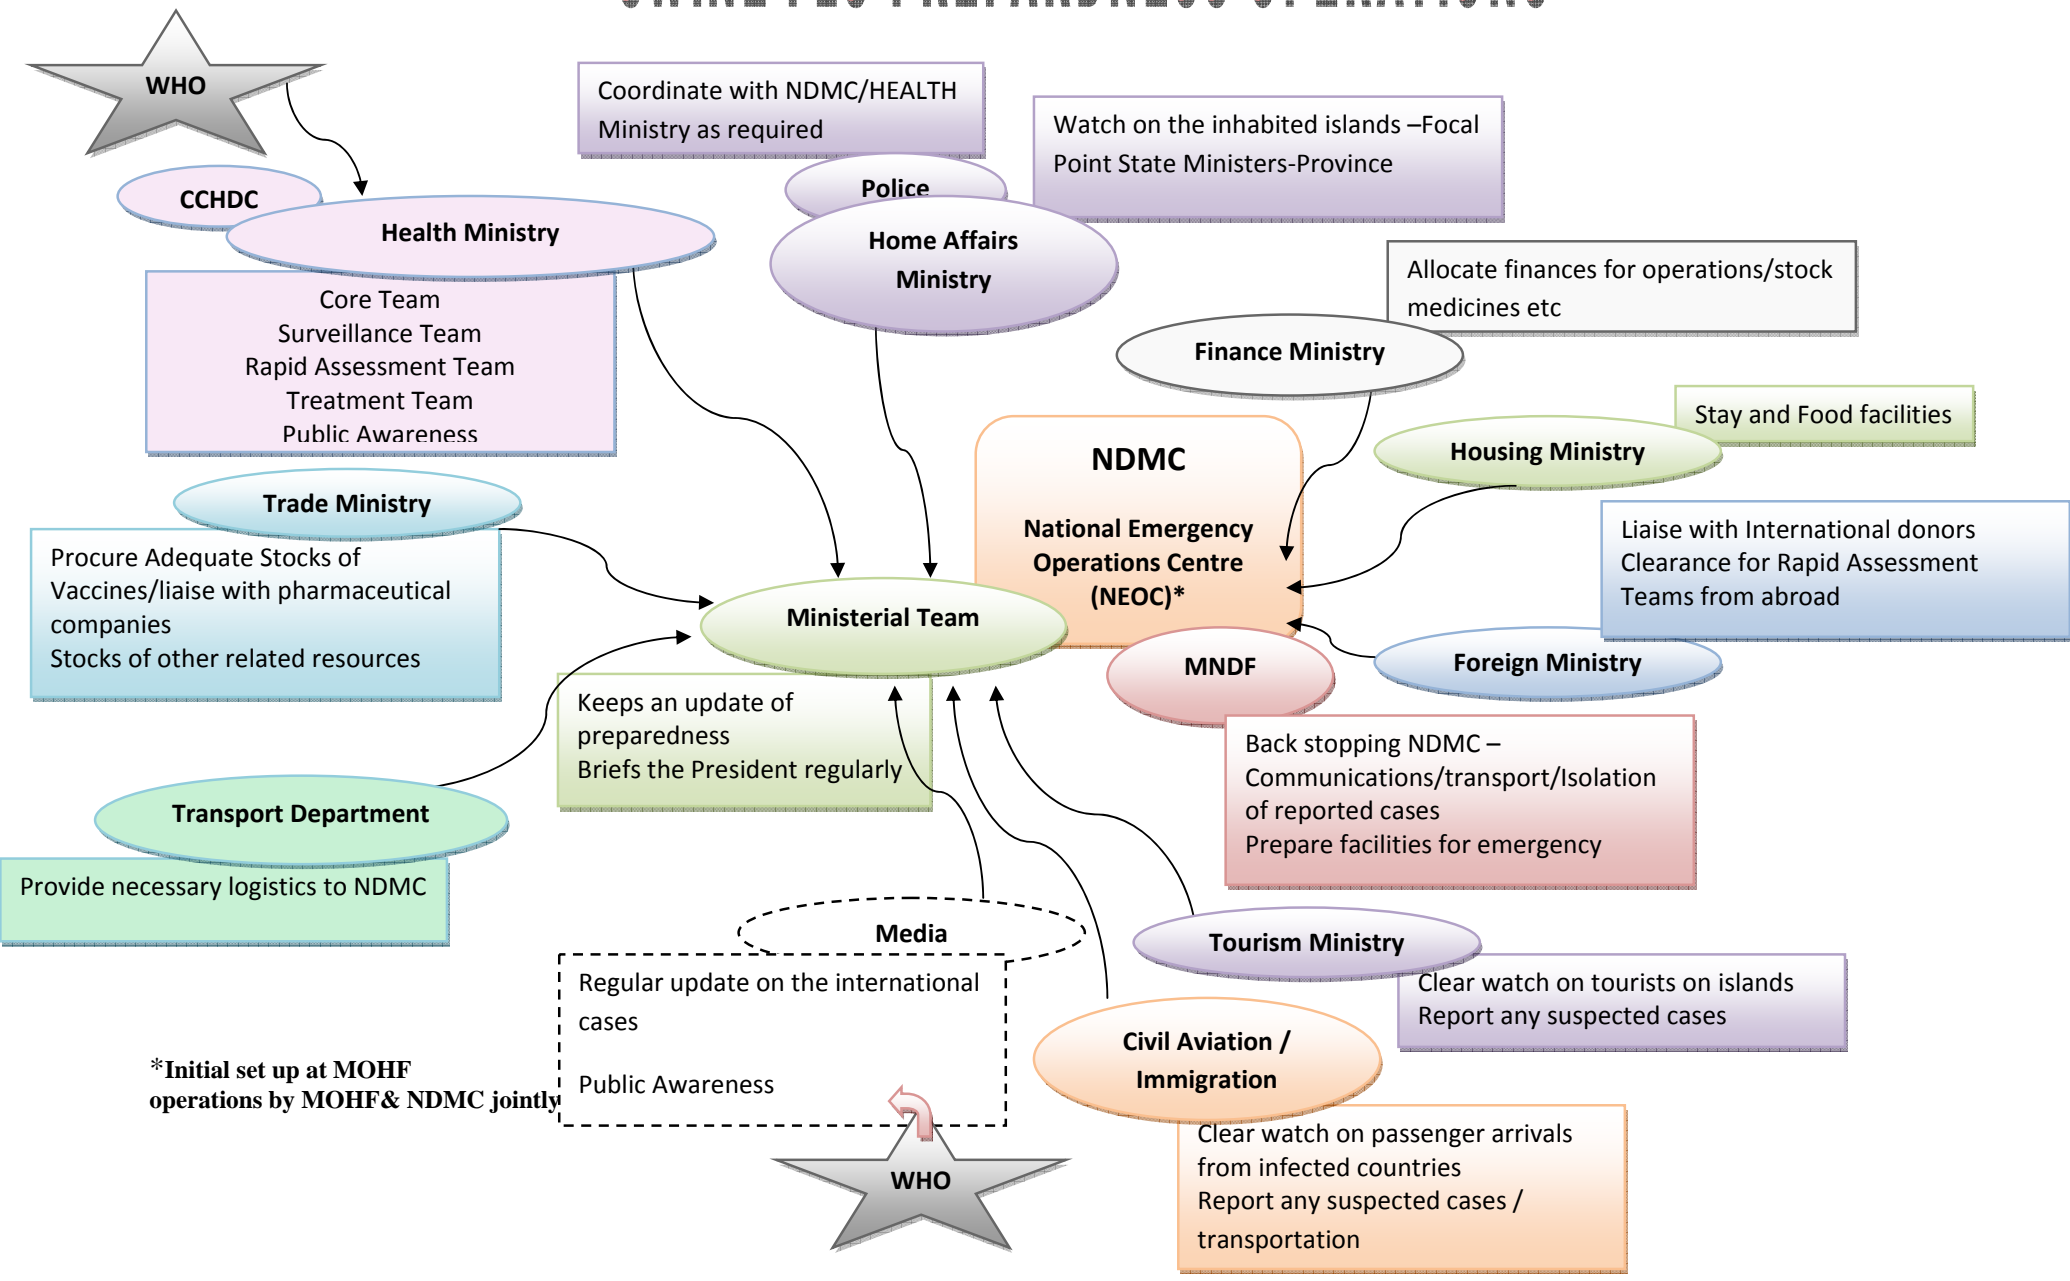 SWINE FLU PREPARDNESS OPERATIONS
WHO
Coordinate with NDMC/HEALTH
Ministry as required
Watch on the inhabited islands –Focal
Point State Ministers-Province
CCHDC
Health Ministry
Police
Home Affairs
Ministry
Core Team
Surveillance Team
Rapid Assessment Team
Treatment Team
Public Awareness
Allocate finances for operations/stock
medicines etc
Finance Ministry
Stay and Food facilities
Housing Ministry
NDMC
National Emergency
Operations Centre
(NEOC)*
Trade Ministry
Procure Adequate Stocks of
Vaccines/liaise with pharmaceutical
companies
Stocks of other related resources
Liaise with International donors
Clearance for Rapid Assessment
Teams from abroad
Ministerial Team
MNDF
Foreign Ministry
Keeps an update of
preparedness
Briefs the President regularly
Back stopping NDMC –
Communications/transport/Isolation
of reported cases
Prepare facilities for emergency
Transport Department
Provide necessary logistics to NDMC
Media
Regular update on the international
cases
Public Awareness
Tourism Ministry
Clear watch on tourists on islands
Report any suspected cases
Civil Aviation /
Immigration
Clear watch on passenger arrivals
from infected countries
Report any suspected cases /
transportation
*Initial set up at MOHF
operations by MOHF& NDMC jointly
WHO